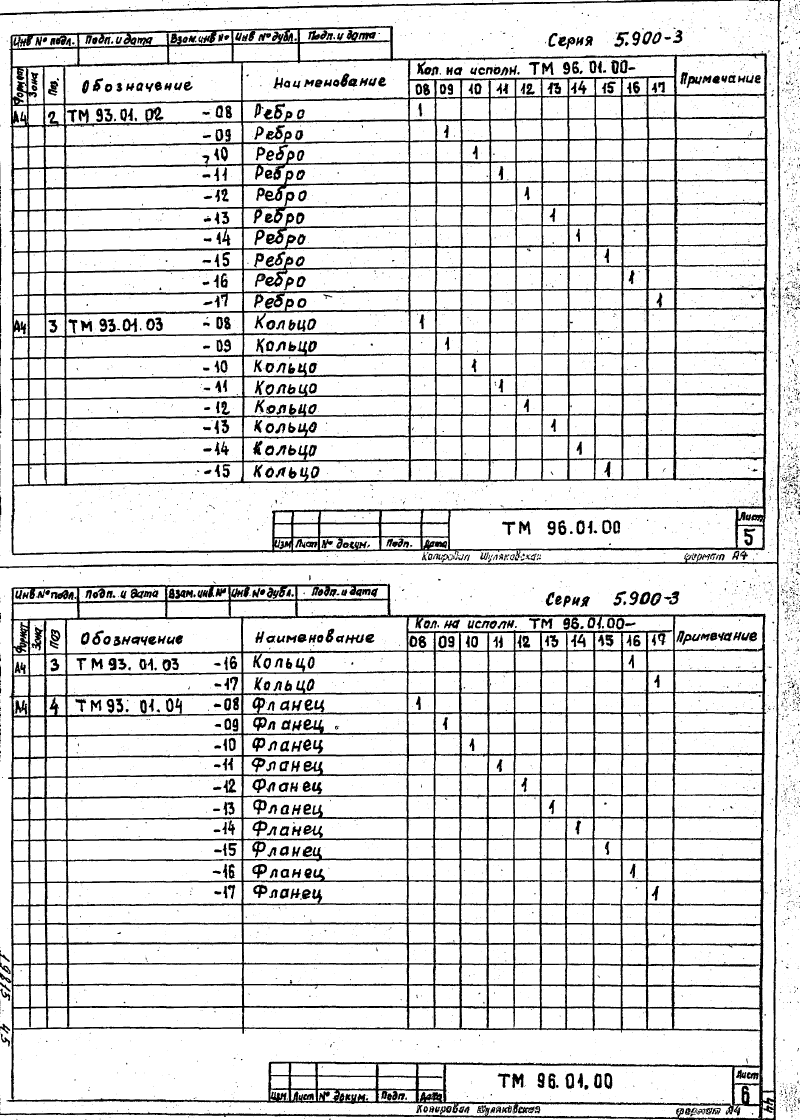 Инв № подл. Подп. и дата Взам. инв № Инв № дубл. Подп. и дата
Серия 5.900-3
Формат Зона Поз. Обозначение Наименование Кол. на исполн. ТМ 96.01.00- Примечание
08 09 10 11 12 13 14 15 16 17
А4 2 ТМ 93.01.02 -08 Ребро 1
-09 Ребро 1
-10 Ребро 1
-11 Ребро 1
-12 Ребро 1
-13 Ребро 1
-14 Ребро 1
-15 Ребро 1
-16 Ребро 1
-17 Ребро 1
А4 3 ТМ 93.01.03 -08 Кольцо 1
-09 Кольцо 1
-10 Кольцо 1
-11 Кольцо 1
-12 Кольцо 1
-13 Кольцо 1
-14 Кольцо 1
-15 Кольцо 1
ТМ 96.01.00
Лист
5
Изм Лист № докум. Подп. Дата
Копировал Шуляковская формат А4
Инв № подл. Подп. и дата Взам. инв. № Инв № дубл. Подп. и дата
Серия 5.900-3
Формат Зона Поз Обозначение Наименование Кол. на исполн. ТМ 96.01.00- Примечание
08 09 10 11 12 13 14 15 16 17
А4 3 ТМ 93.01.03 -16 Кольцо 1
-17 Кольцо 1
А4 4 ТМ 93.01.04 -08 Фланец 1
-09 Фланец 1
-10 Фланец 1
-11 Фланец 1
-12 Фланец 1
-13 Фланец 1
-14 Фланец 1
-15 Фланец 1
-16 Фланец 1
-17 Фланец 1
ТМ 96.01.00
Лист
6
Изм Лист № докум. Подп. Дата
Копировал Шуляковская формат А4